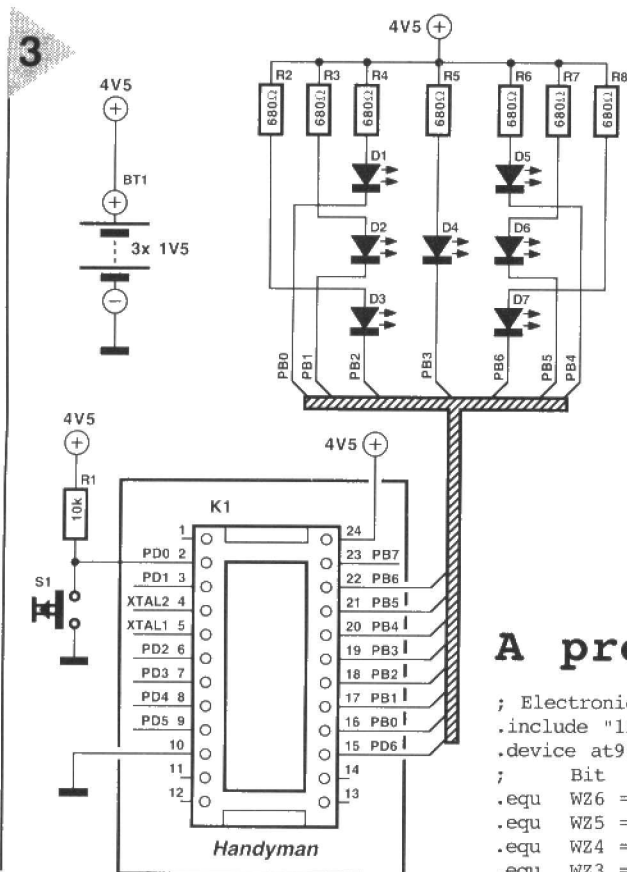 3
4V5
BT1
3x 1V5
4V5
R2 R3 R4 R5 R6 R7 R8
680Ω 680Ω 680Ω 680Ω 680Ω 680Ω 680Ω
D1 D5
D2 D4 D6
D3 D7
PB0 PB1 PB2 PB3 PB6 PB5 PB4
4V5
R1
10k
S1
4V5
K1
1 24
PD0 2 23 PB7
PD1 3 22 PB6
XTAL2 4 21 PB5
XTAL1 5 20 PB4
PD2 6 19 PB3
PD3 7 18 PB2
PD4 8 17 PB1
PD5 9 16 PB0
10 15 PD6
11 14
12 13
Handyman
A
;
.include
.device
; Bit
.equ WZ6 =
.equ WZ5 =
.equ WZ4 =
.equ WZ3 =